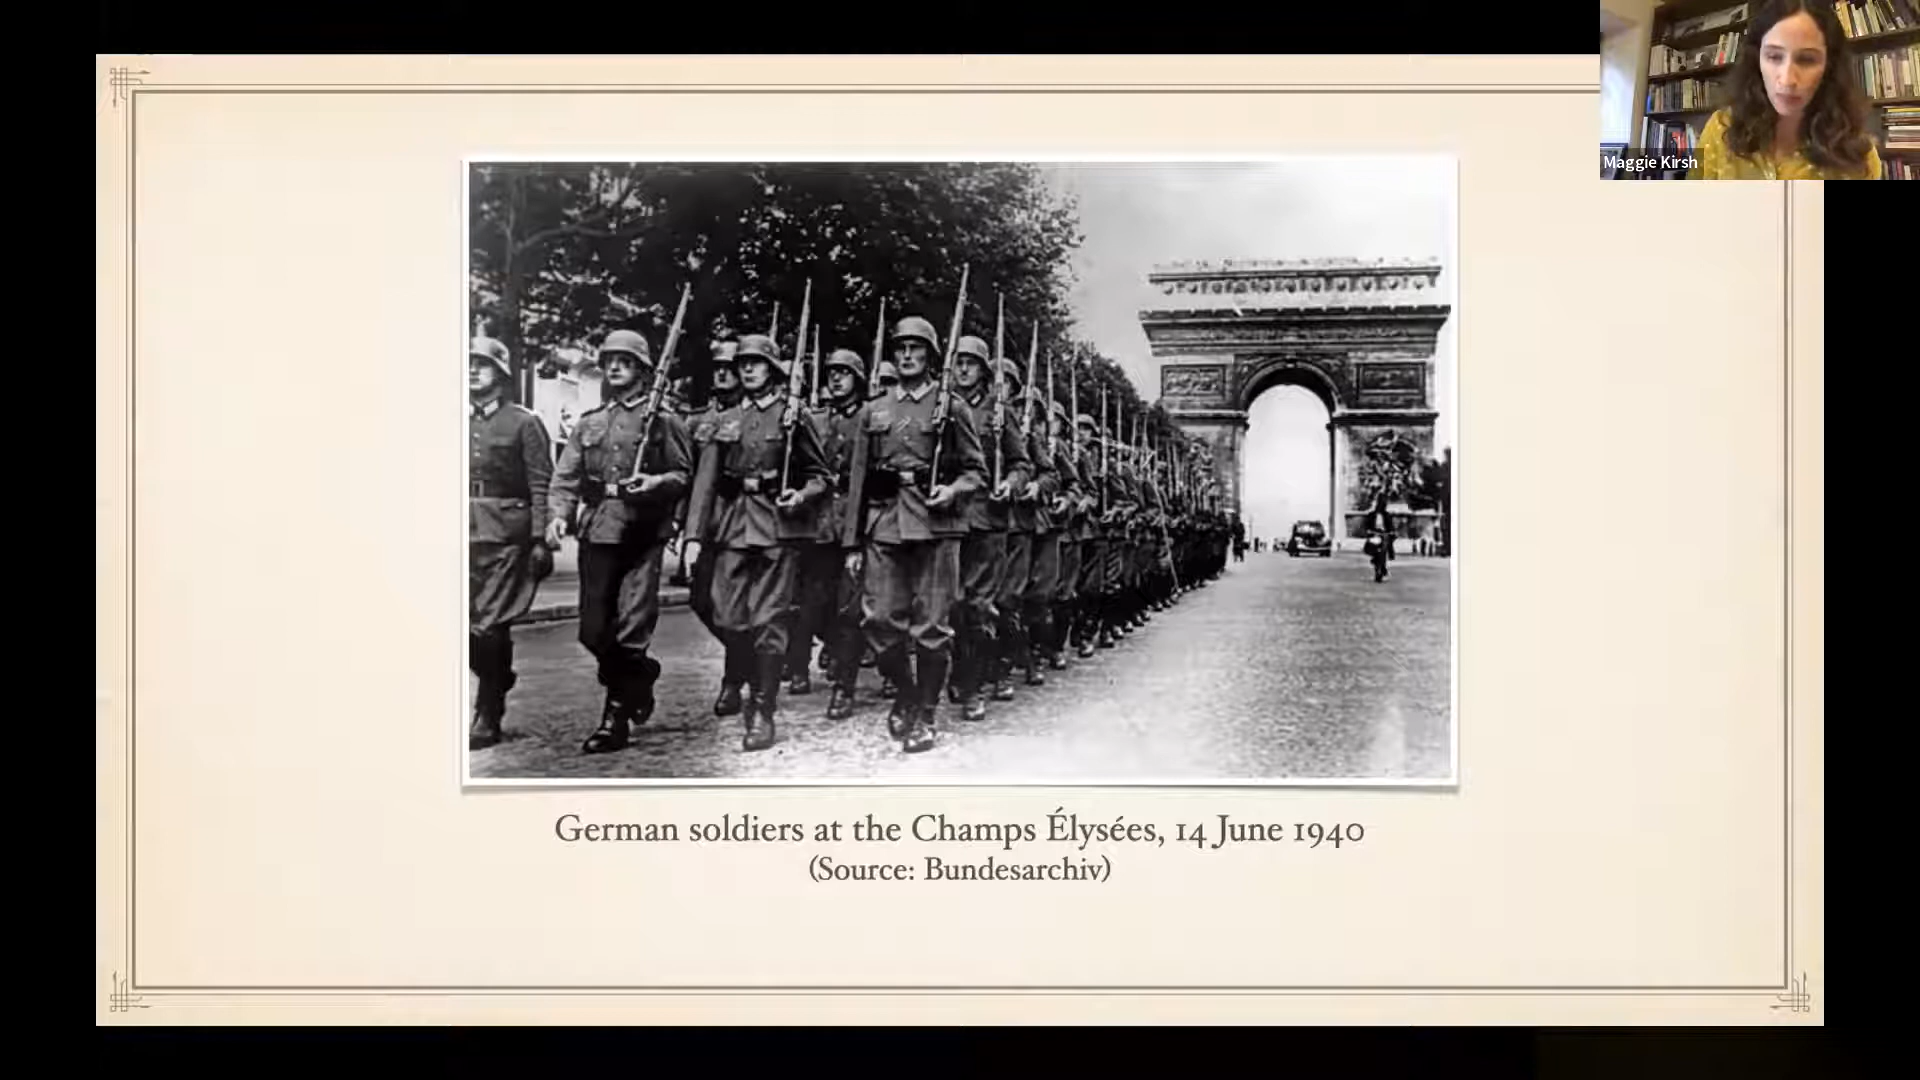 Maggie Kirsh
German soldiers at the Champs Élysées, 14 June 1940
(Source: Bundesarchiv)